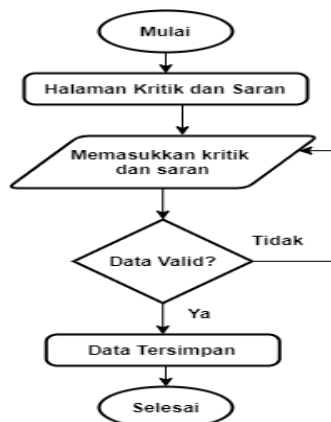 Mulai
Halaman Kritik dan Saran
Memasukkan kritik
dan saran
Data Valid?
Tidak
Ya
Data Tersimpan
Selesai